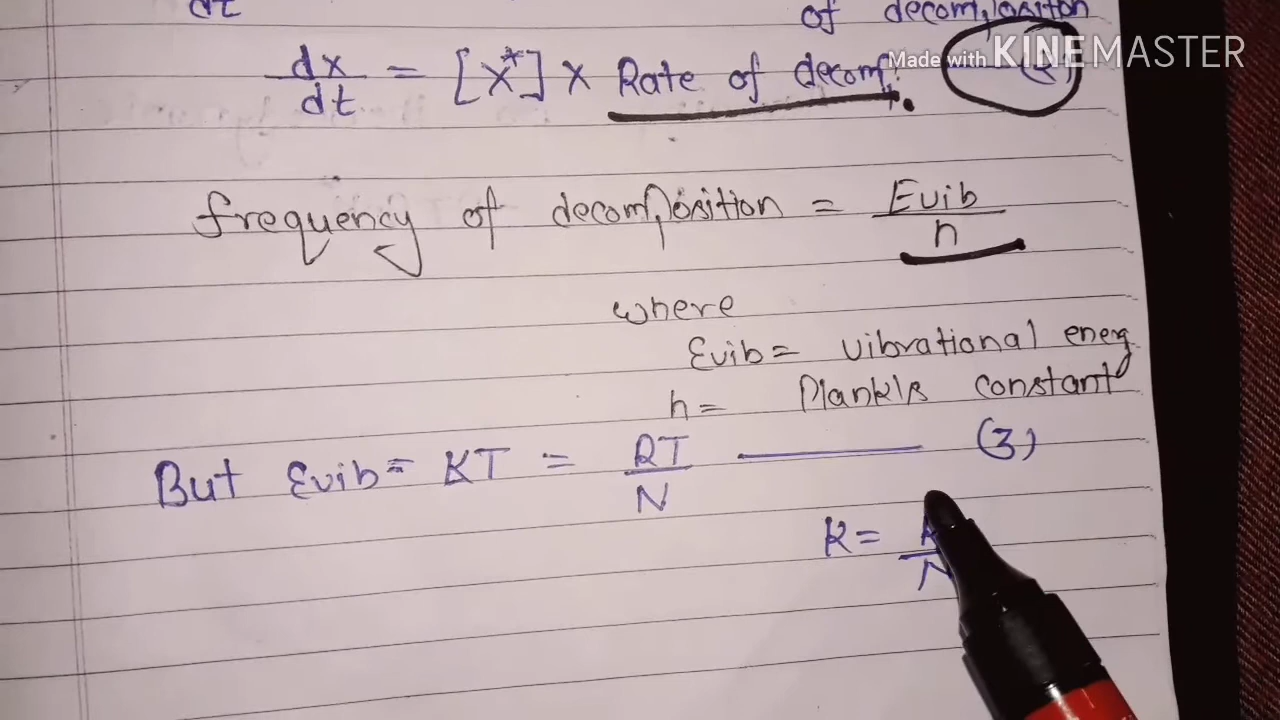 dt
of decomposition
dx/dt = [X*] × Rate of decomp.
Made with KINEMASTER
frequency of decomposition = Evib/h
where
Evib = vibrational energ
h = Plank's constant
But Evib = KT = RT/N ——— (3)
K = R/N